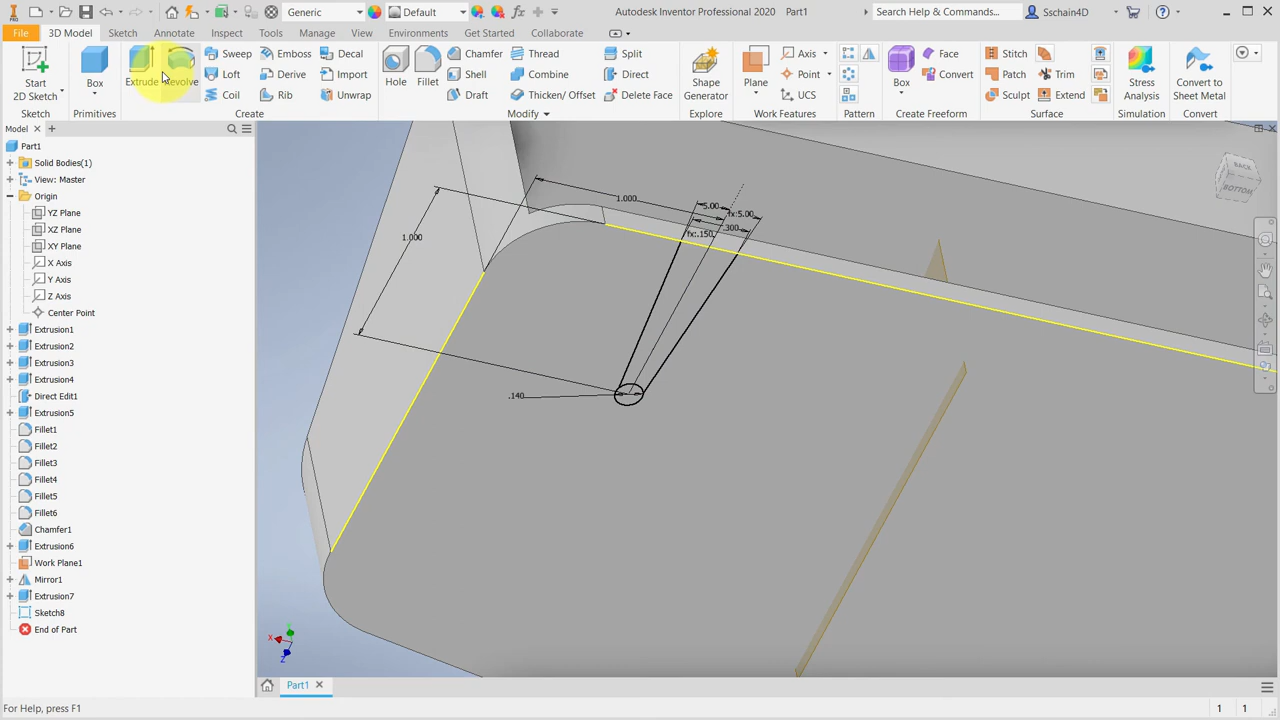 PRO Generic Default fx Autodesk Inventor Professional 2020 Part1 Search Help & Commands... Sschain4D
File 3D Model Sketch Annotate Inspect Tools Manage View Environments Get Started Collaborate
Start
2D Sketch
Sketch
Box
Primitives
Extrude Revolve
Sweep Emboss Decal
Loft Derive Import
Coil Rib Unwrap
Create
Hole Fillet
Chamfer Thread Split
Shell Combine Direct
Draft Thicken/ Offset Delete Face
Modify
Shape
Generator
Explore
Plane
Axis
Point
UCS
Work Features
Pattern
Box
Face
Convert
Create Freeform
Stitch
Patch Trim
Sculpt Extend
Surface
Stress
Analysis
Simulation
Convert to
Sheet Metal
Convert
Model
Part1
Solid Bodies(1)
View: Master
Origin
YZ Plane
XZ Plane
XY Plane
X Axis
Y Axis
Z Axis
Center Point
Extrusion1
Extrusion2
Extrusion3
Extrusion4
Direct Edit1
Extrusion5
Fillet1
Fillet2
Fillet3
Fillet4
Fillet5
Fillet6
Chamfer1
Extrusion6
Work Plane1
Mirror1
Extrusion7
Sketch8
End of Part
1.000
5.00
fx:5.00
.300
fx:.150
1.000
.140
BACK
BOTTOM
X
Y
Z
Part1
For Help, press F1 1 1